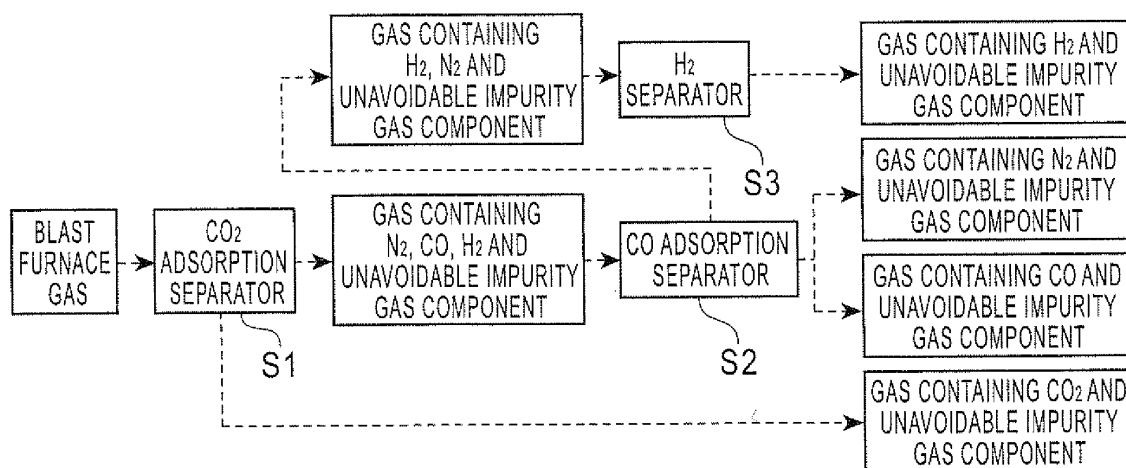 GAS CONTAINING
H2, N2 AND
UNAVOIDABLE IMPURITY
GAS COMPONENT
H2
SEPARATOR
S3
GAS CONTAINING H2 AND
UNAVOIDABLE IMPURITY
GAS COMPONENT
GAS CONTAINING N2 AND
UNAVOIDABLE IMPURITY
GAS COMPONENT
BLAST
FURNACE
GAS
CO2
ADSORPTION
SEPARATOR
S1
GAS CONTAINING
N2, CO, H2 AND
UNAVOIDABLE IMPURITY
GAS COMPONENT
CO ADSORPTION
SEPARATOR
S2
GAS CONTAINING CO AND
UNAVOIDABLE IMPURITY
GAS COMPONENT
GAS CONTAINING CO2 AND
UNAVOIDABLE IMPURITY
GAS COMPONENT